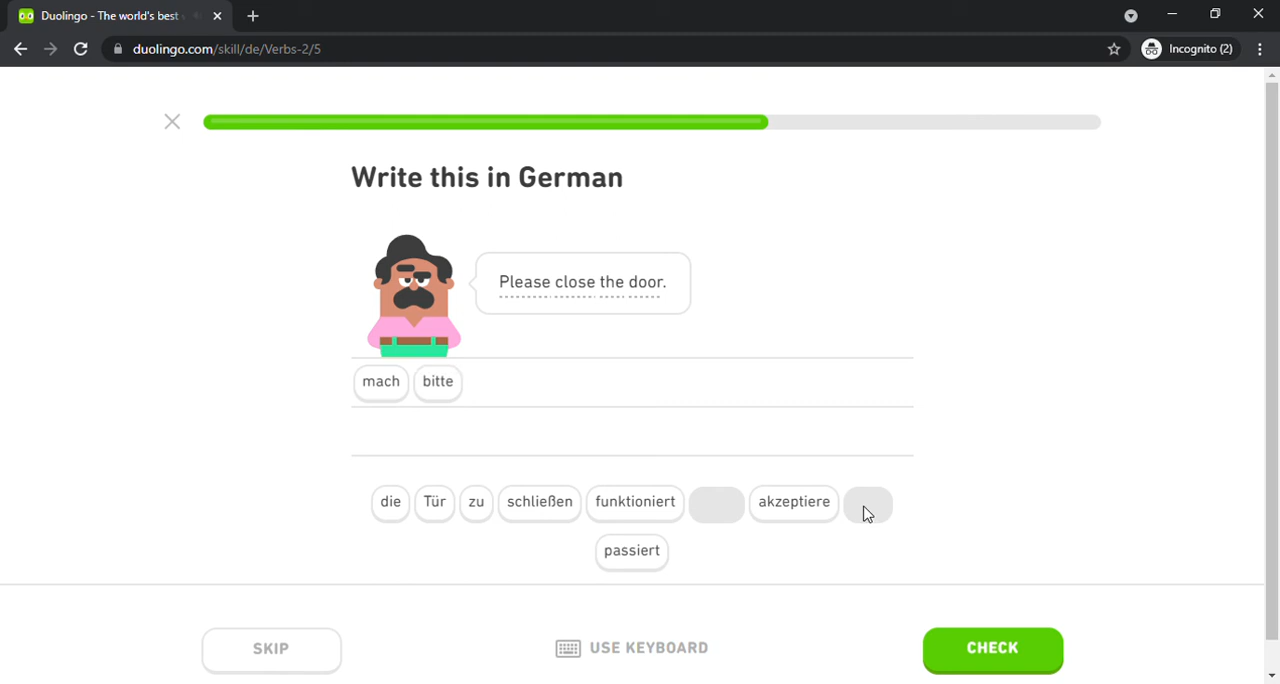 Duolingo - The world's best
duolingo.com/skill/de/Verbs-2/5
Incognito (2)
Write this in German
Please close the door.
mach bitte
die Tür zu schließen funktioniert akzeptiere
passiert
SKIP
USE KEYBOARD
CHECK